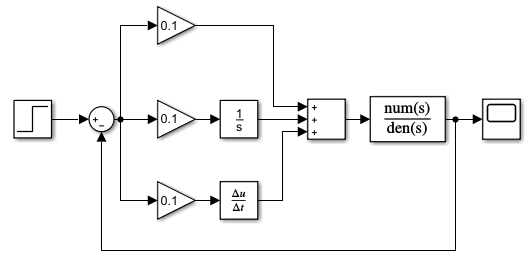 0.1
+
−
0.1
1
s
+
+
+
num(s)
den(s)
0.1
Δu
Δt